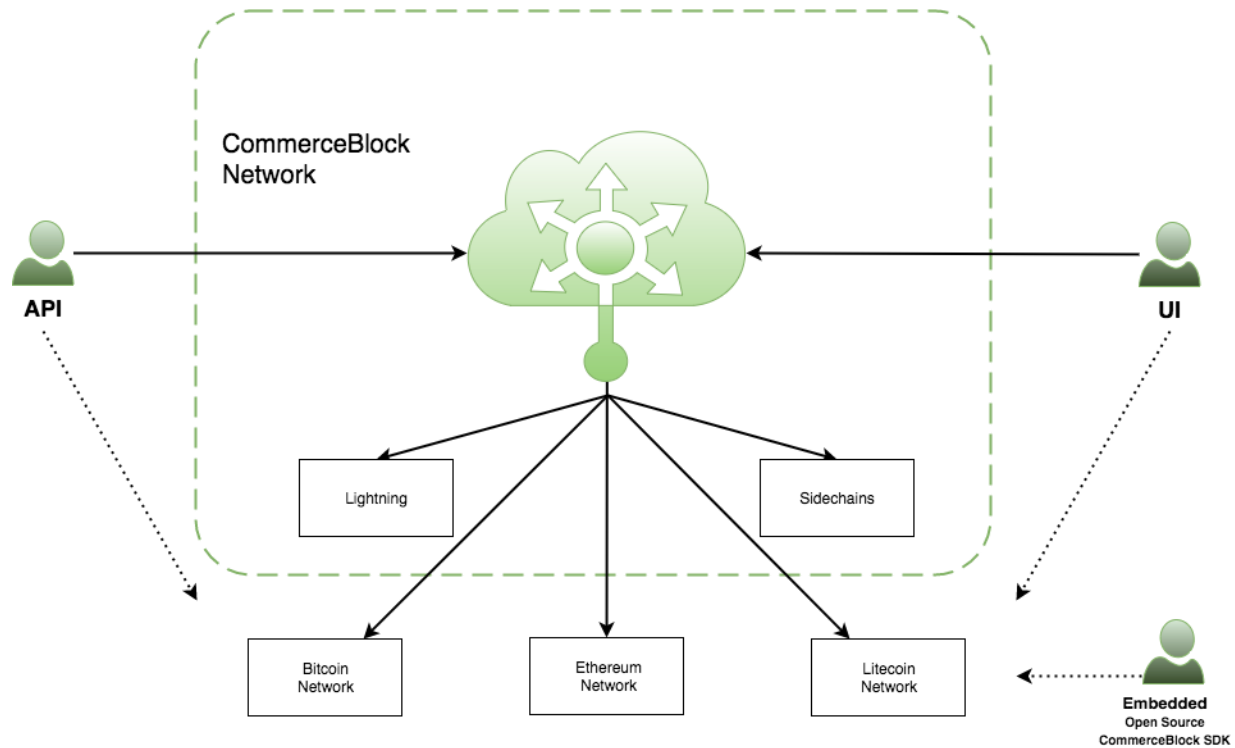 CommerceBlock
Network
API
UI
Lightning
Sidechains
Bitcoin
Network
Ethereum
Network
Litecoin
Network
Embedded
Open Source
CommerceBlock SDK